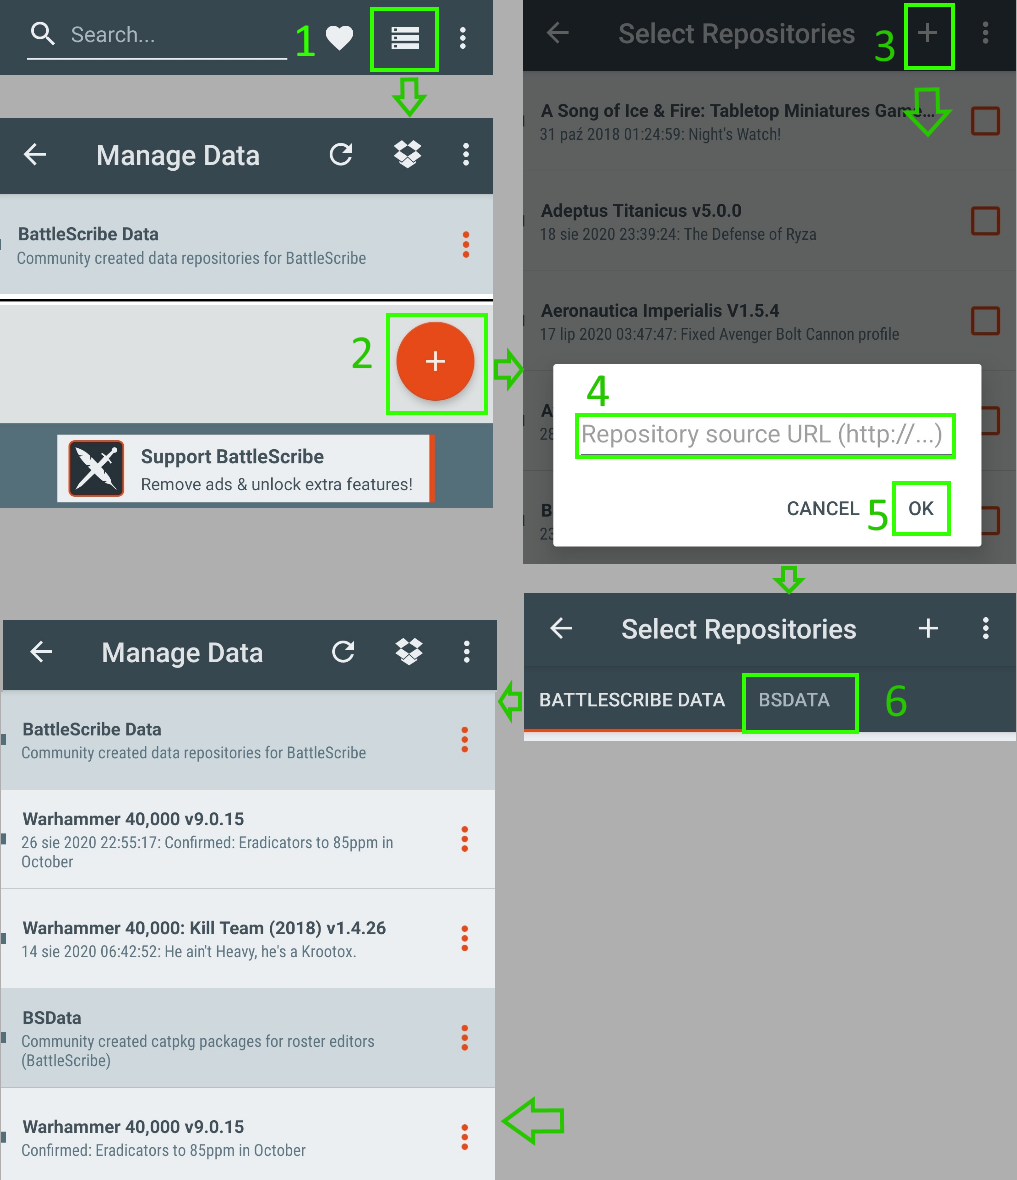 Search...
1
Manage Data
BattleScribe Data
Community created data repositories for BattleScribe
2
Support BattleScribe
Remove ads & unlock extra features!
Select Repositories
3
A Song of Ice & Fire: Tabletop Miniatures Game...
31 paź 2018 01:24:59: Night's Watch!
Adeptus Titanicus v5.0.0
18 sie 2020 23:39:24: The Defense of Ryza
Aeronautica Imperialis V1.5.4
17 lip 2020 03:47:47: Fixed Avenger Bolt Cannon profile
4
Repository source URL (http://...)
CANCEL
5
OK
Select Repositories
BATTLESCRIBE DATA
BSDATA
6
Manage Data
BattleScribe Data
Community created data repositories for BattleScribe
Warhammer 40,000 v9.0.15
26 sie 2020 22:55:17: Confirmed: Eradicators to 85ppm in
October
Warhammer 40,000: Kill Team (2018) v1.4.26
14 sie 2020 06:42:52: He ain't Heavy, he's a Krootox.
BSData
Community created catpkg packages for roster editors
(BattleScribe)
Warhammer 40,000 v9.0.15
Confirmed: Eradicators to 85ppm in October